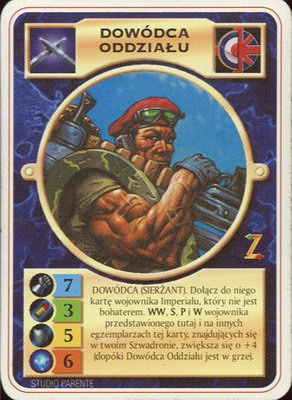 DOWÓDCA
ODDZIAŁU
Z
7
3
5
6
DOWÓDCA (SIERŻANT). Dołącz do niego
kartę wojownika Imperialu, który nie jest
bohaterem. WW, S, P i W wojownika
przedstawionego tutaj i na innych
egzemplarzach tej karty, znajdujących się
w twoim Szwadronie, zwiększa się o +4
(dopóki Dowódca Oddziału jest w grze).
STUDIO PARENTE